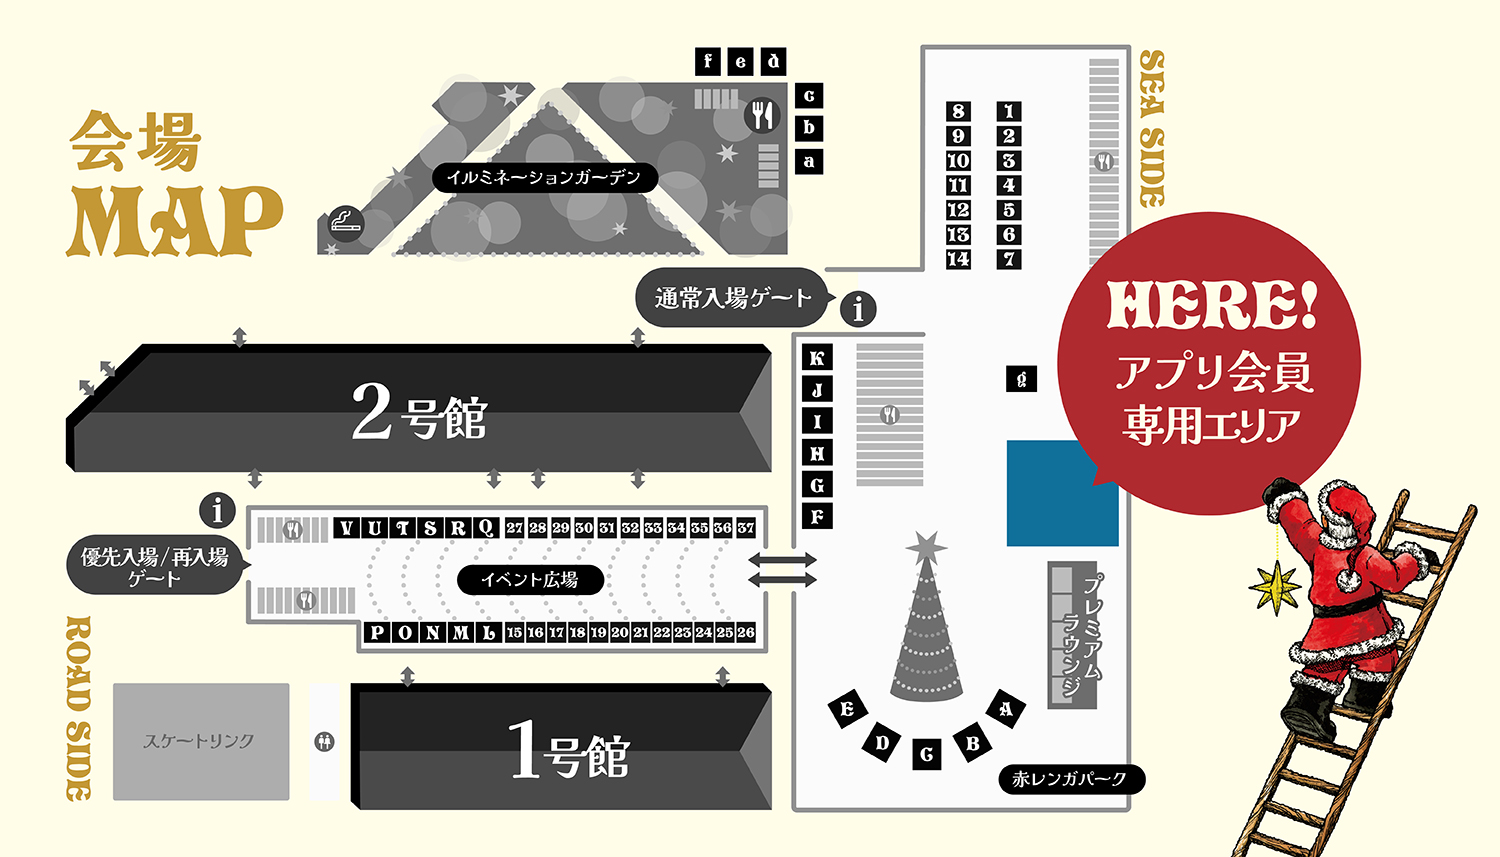 会場
MAP
f e d
c
b
a
イルミネーションガーデン
SEA SIDE
8 1
9 2
10 3
11 4
12 5
13 6
14 7
通常入場ゲート
i
HERE!
アプリ会員
専用エリア
2号館
K
J
I
H
G
F
g
i
優先入場/再入場
ゲート
V U T S R Q 27 28 29 30 31 32 33 34 35 36 37
イベント広場
P O N M L 15 16 17 18 19 20 21 22 23 24 25 26
プレミアム
ラウンジ
ROAD SIDE
スケートリンク
1号館
E D C B A
赤レンガパーク